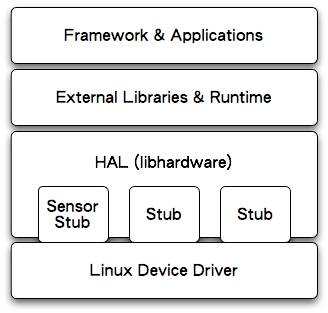 Framework & Applications
External Libraries & Runtime
HAL (libhardware)
Sensor
Stub
Stub
Stub
Linux Device Driver